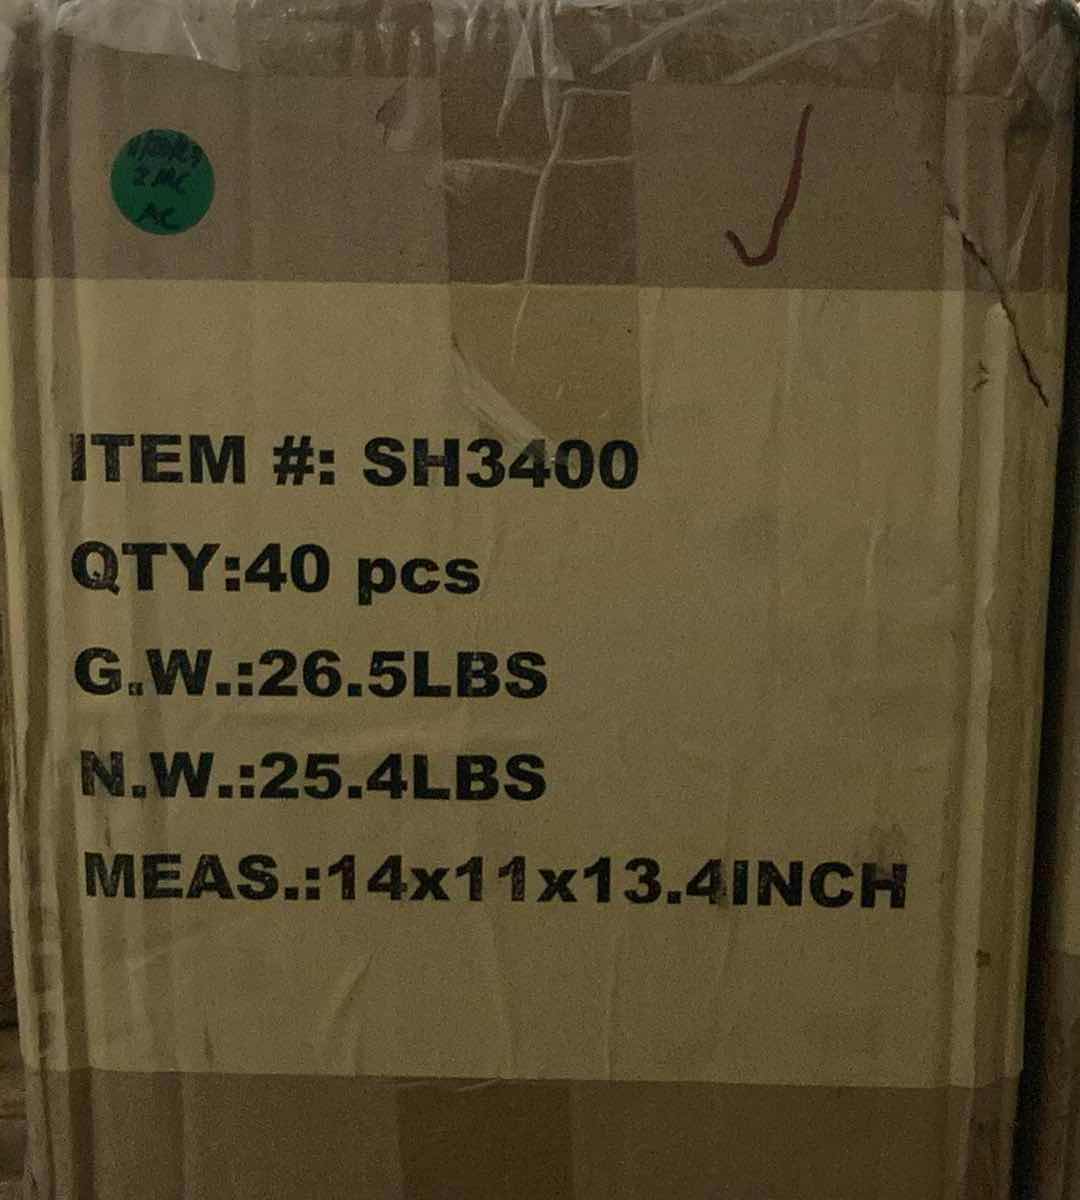 ITEM #: SH3400
QTY:40 pcs
G.W.:26.5LBS
N.W.:25.4LBS
MEAS.:14x11x13.4INCH